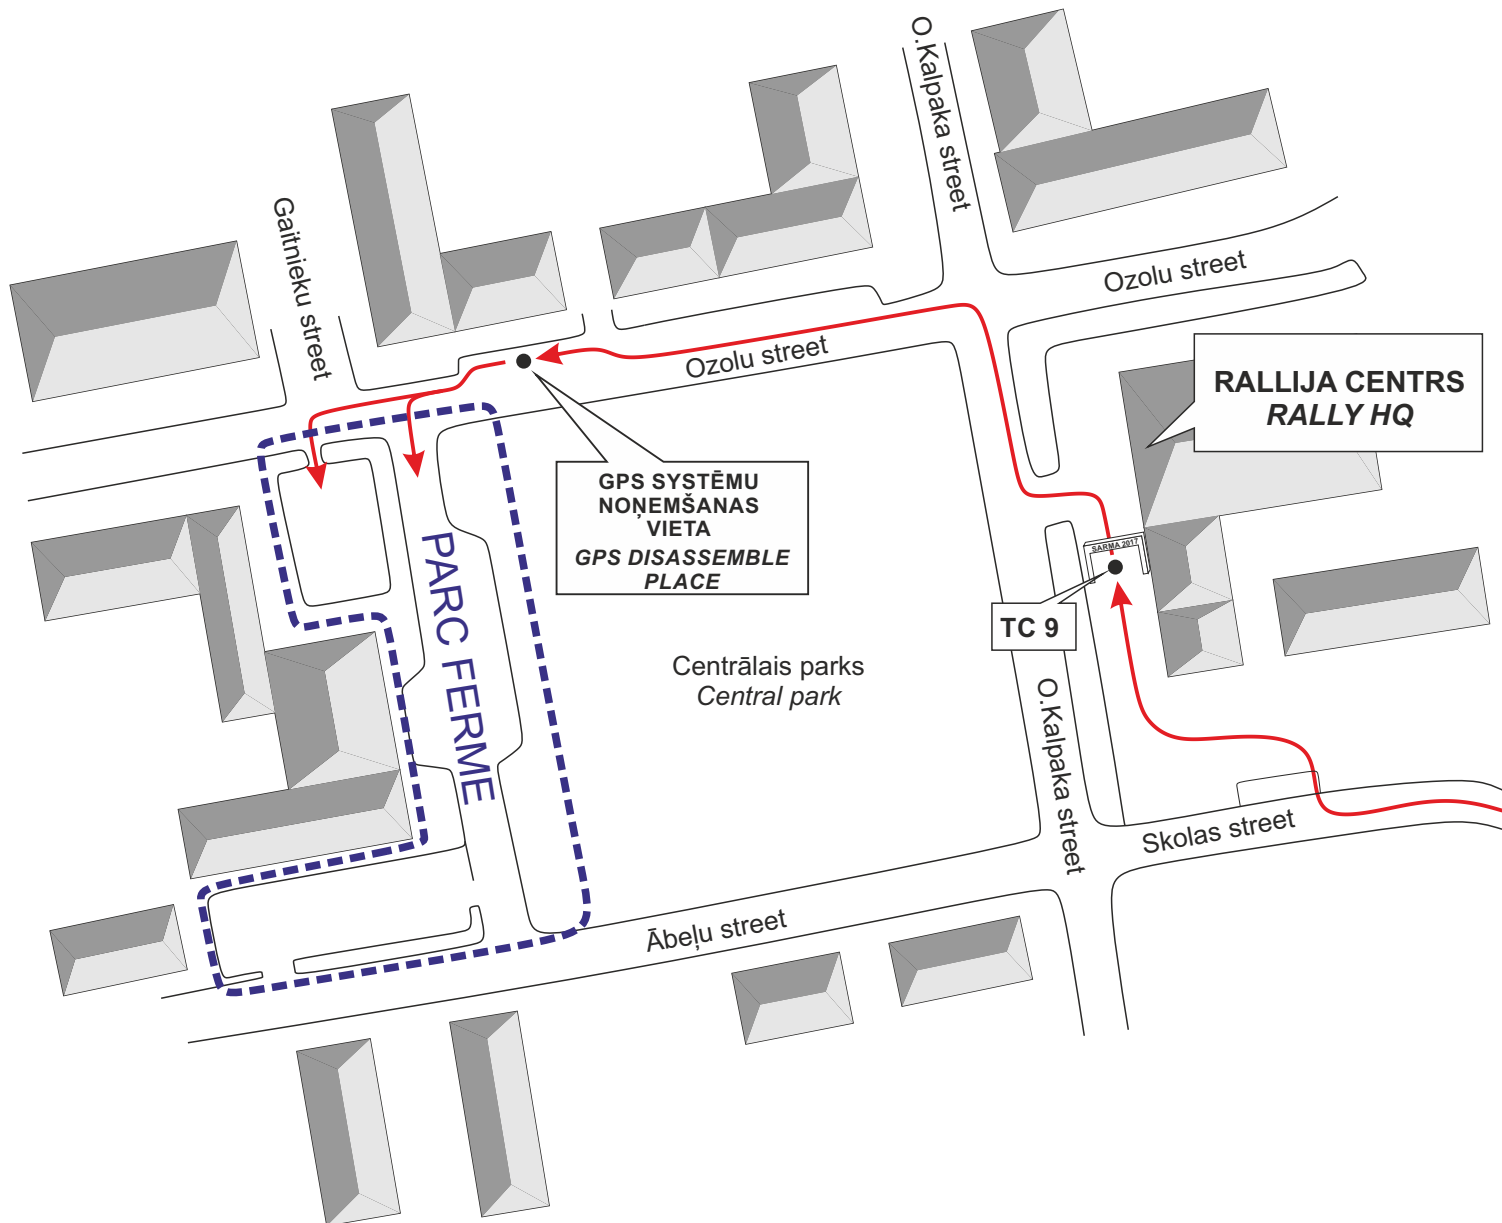 O.Kalpaka street
Gaitnieku street
Ozolu street
Ozolu street
RALLIJA CENTRS
RALLY HQ
GPS SYSTĒMU
NOŅEMŠANAS
VIETA
GPS DISASSEMBLE
PLACE
PARC FERME
SARMA 2017
TC 9
Centrālais parks
Central park
O.Kalpaka street
Skolas street
Ābeļu street